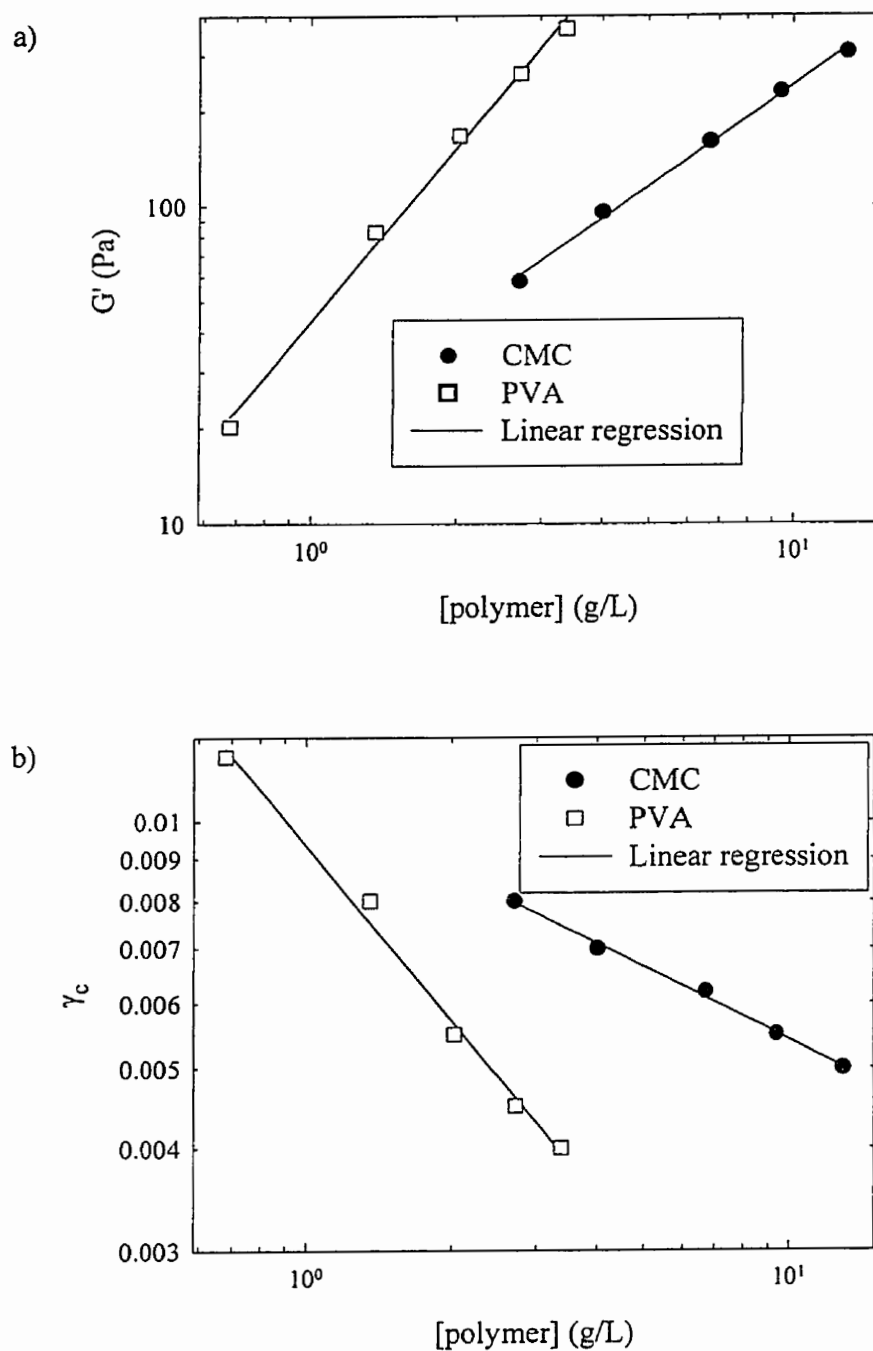 a)
G' (Pa)
100
10
CMC
PVA
Linear regression
10⁰
10¹
[polymer] (g/L)
b)
γc
0.01
0.009
0.008
0.007
0.006
0.005
0.004
0.003
CMC
PVA
Linear regression
10⁰
10¹
[polymer] (g/L)